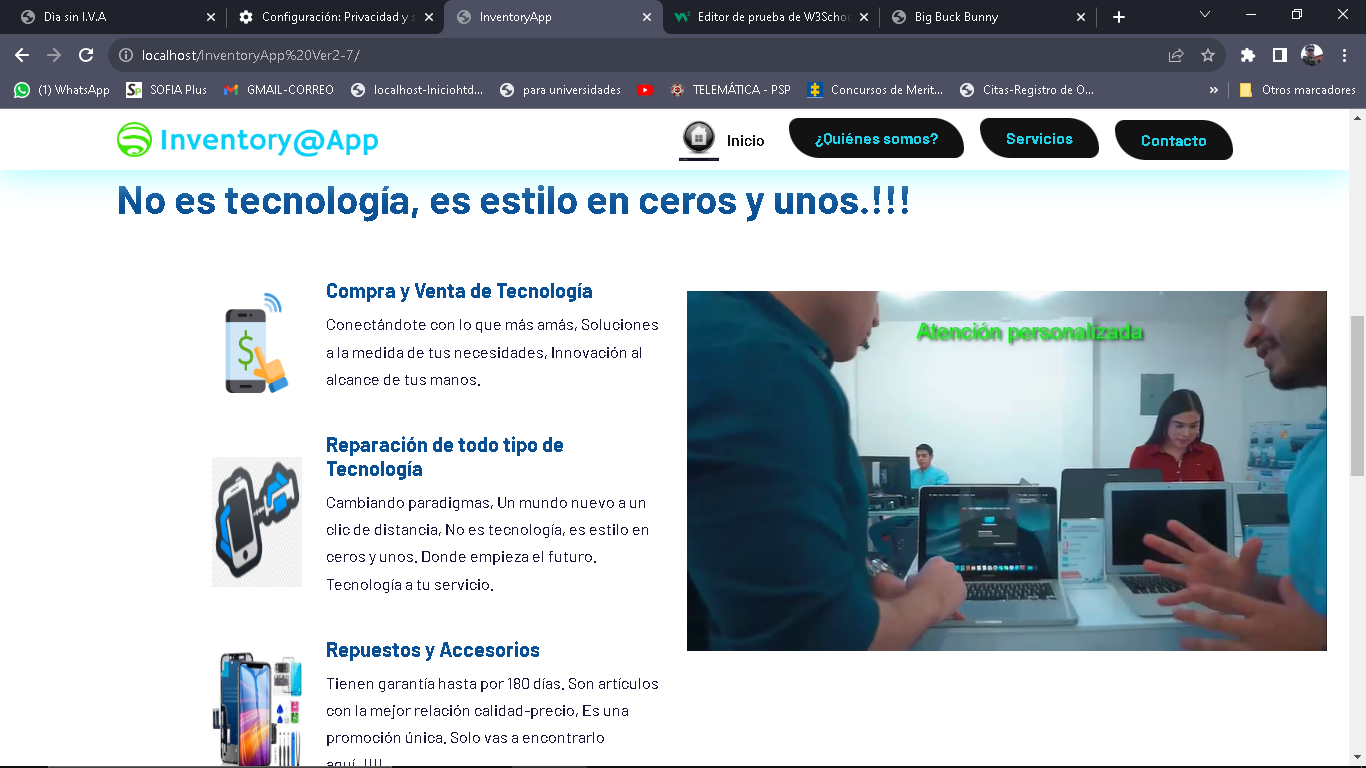 Dia sin I.V.A
Configuración: Privacidad y s
InventoryApp
Editor de prueba de W3Schoo
Big Buck Bunny
localhost/InventoryApp%20Ver2-7/
(1) WhatsApp
SOFIA Plus
GMAIL-CORREO
localhost-Iniciohtd...
para universidades
TELEMÁTICA - PSP
Concursos de Merit...
Citas-Registro de O...
»
Otros marcadores
Inventory@App
Inicio
¿Quiénes somos?
Servicios
Contacto
No es tecnología, es estilo en ceros y unos.!!!
Compra y Venta de Tecnología
Conectándote con lo que más amás, Soluciones
a la medida de tus necesidades, Innovación al
alcance de tus manos.
Atención personalizada
Reparación de todo tipo de
Tecnología
Cambiando paradigmas, Un mundo nuevo a un
clic de distancia, No es tecnología, es estilo en
ceros y unos. Donde empieza el futuro.
Tecnología a tu servicio.
Repuestos y Accesorios
Tienen garantía hasta por 180 días. Son artículos
con la mejor relación calidad-precio, Es una
promoción única. Solo vas a encontrarlo
aquí. !!!!